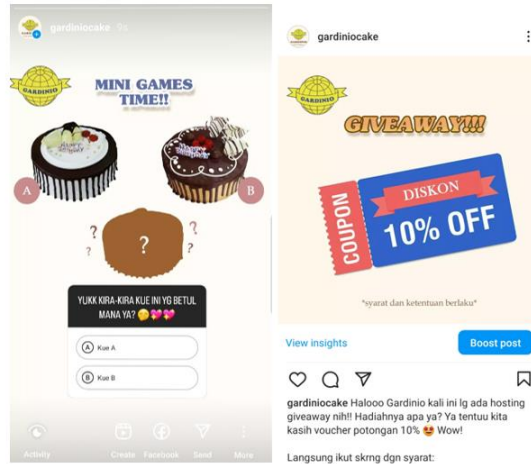 gardiniocake 9s
GARDINIO
MINI GAMES
TIME!!
A
B
?
?
?
?
?
YUKK KIRA-KIRA KUE INI YG BETUL
MANA YA? 🤭💖💖
A Kue A
B Kue B
Activity
Create
Facebook
Send
More
gardiniocake
GARDINIO
GIVEAWAY!!!
COUPON
DISKON
10% OFF
*syarat dan ketentuan berlaku*
View insights
Boost post
gardiniocake Halooo Gardinio kali ini lg ada hosting
giveaway nih!! Hadiahnya apa ya? Ya tentuu kita
kasih voucher potongan 10% 😍 Wow!
Langsung ikut skrng dgn syarat: